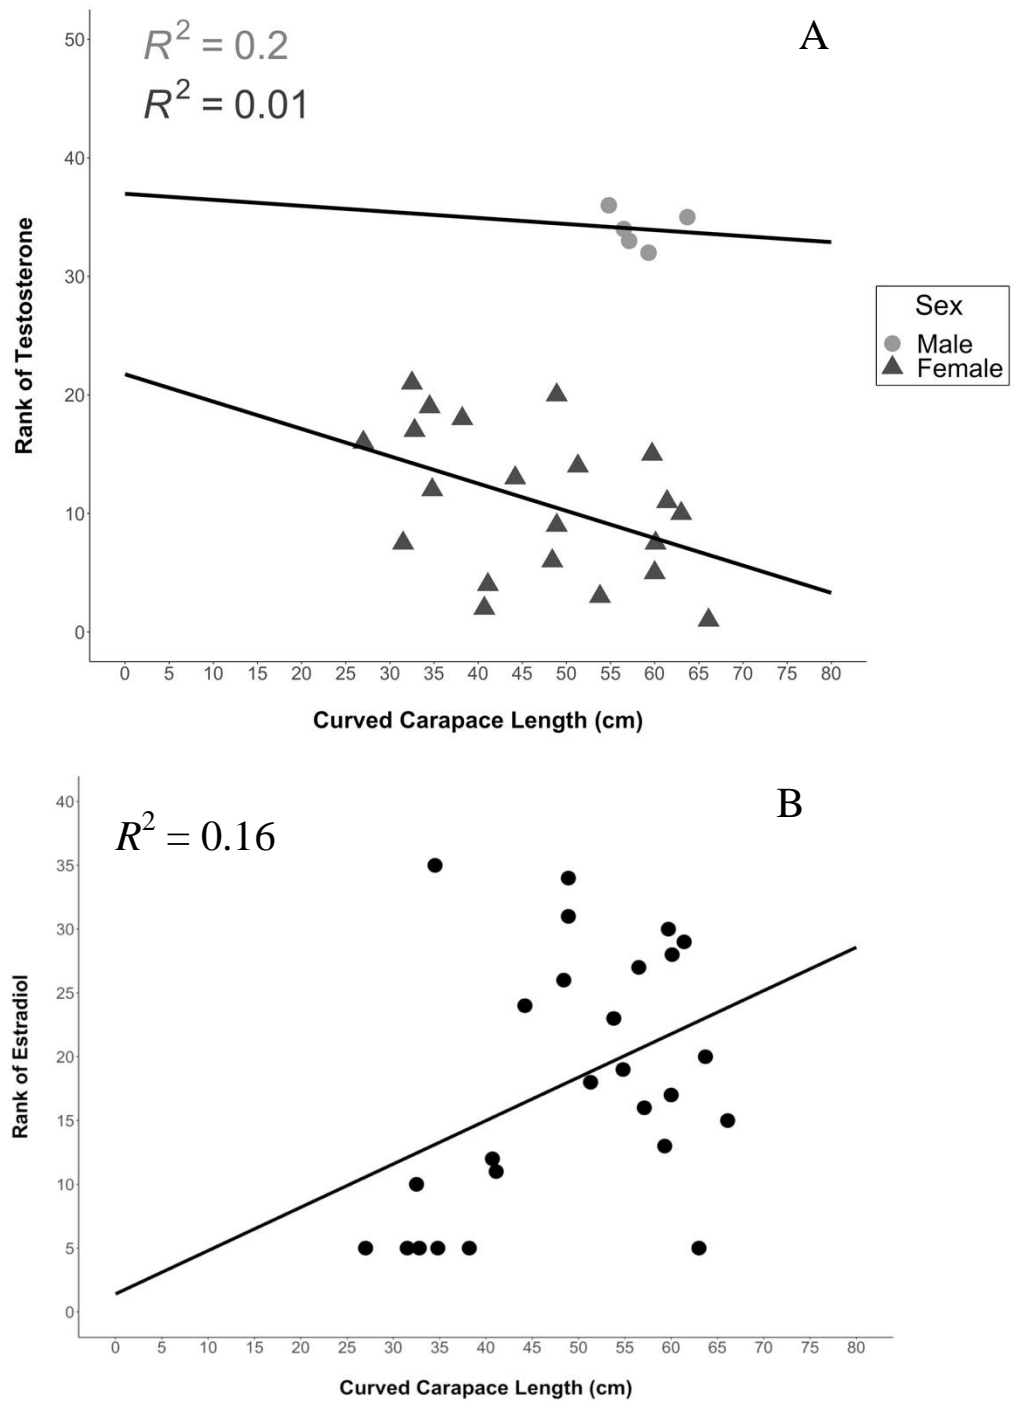 R² = 0.2
A
R² = 0.01
50
40
30
20
10
0
Rank of Testosterone
Sex
Male
Female
0 5 10 15 20 25 30 35 40 45 50 55 60 65 70 75 80
Curved Carapace Length (cm)
B
R² = 0.16
40
35
30
25
20
15
10
5
0
Rank of Estradiol
0 5 10 15 20 25 30 35 40 45 50 55 60 65 70 75 80
Curved Carapace Length (cm)